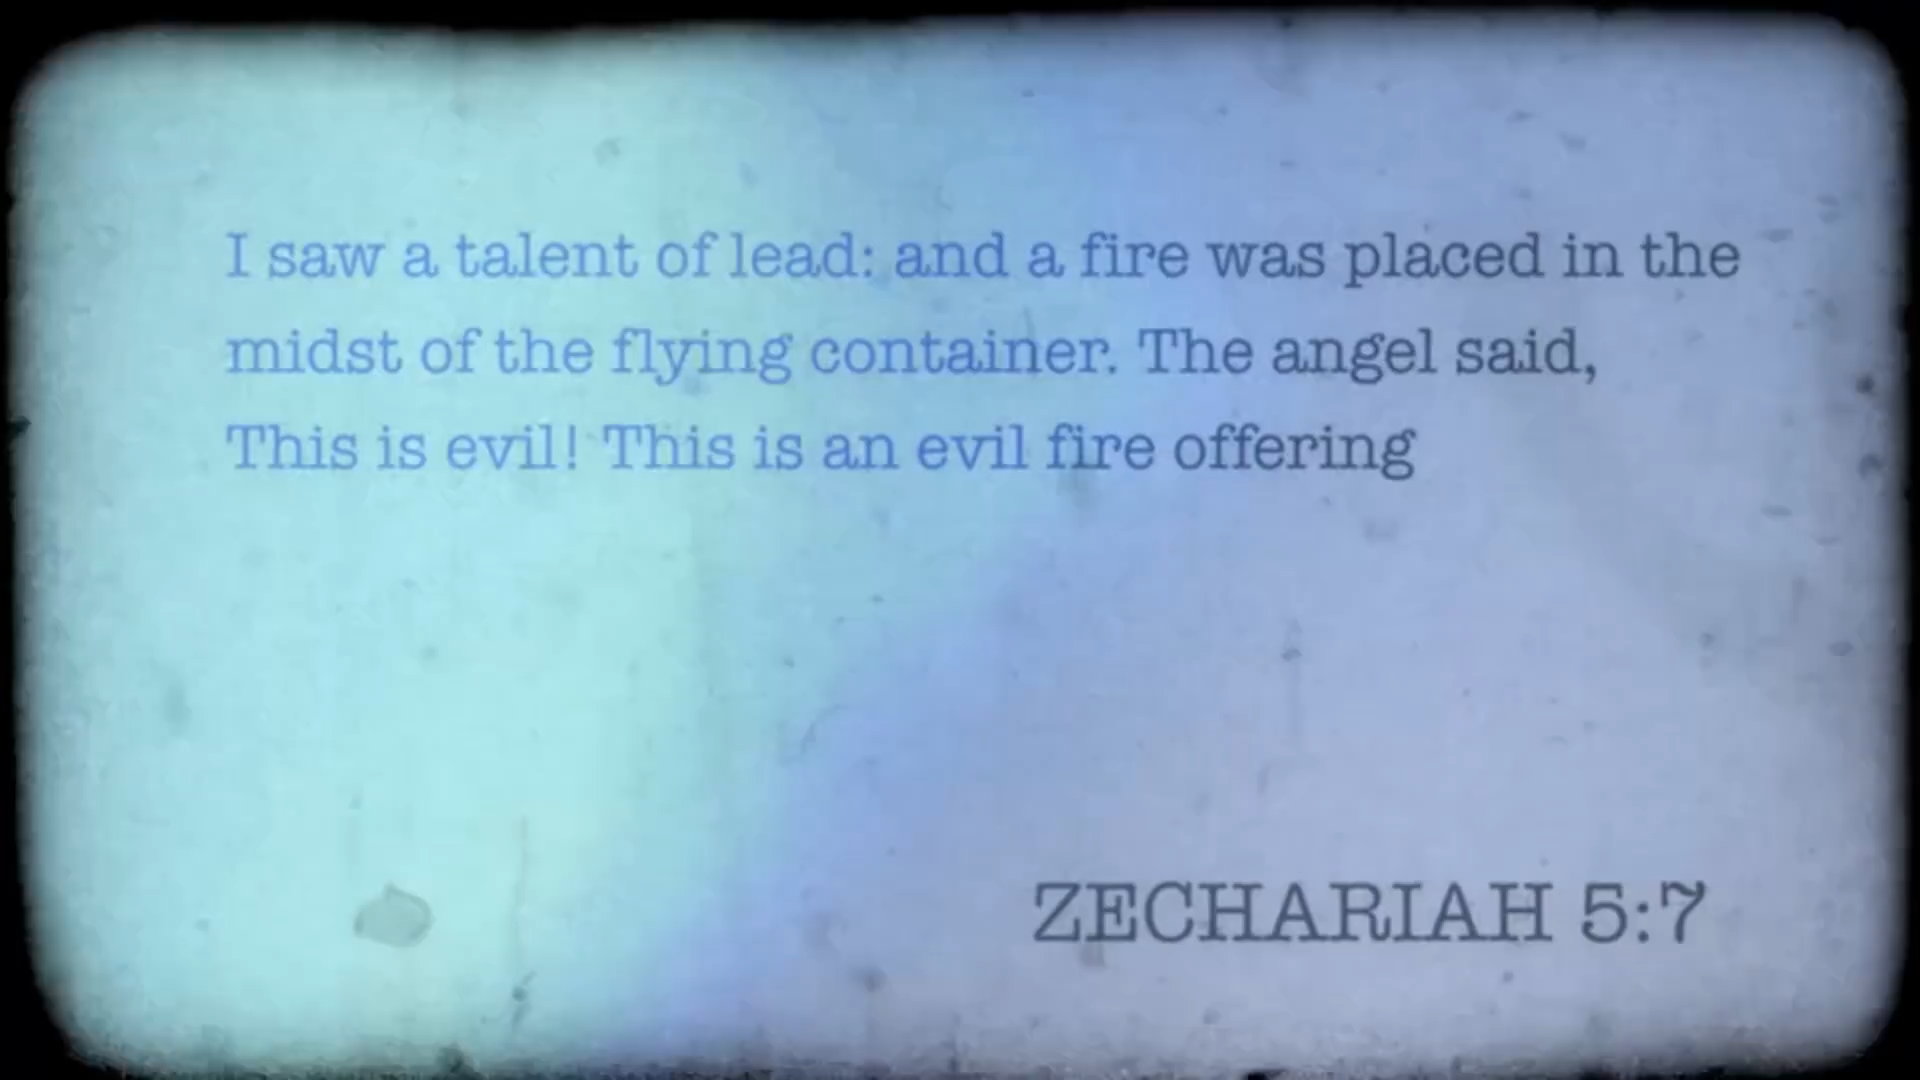 I saw a talent of lead: and a fire was placed in the
midst of the flying container. The angel said,
This is evil! This is an evil fire offering
ZECHARIAH 5:7